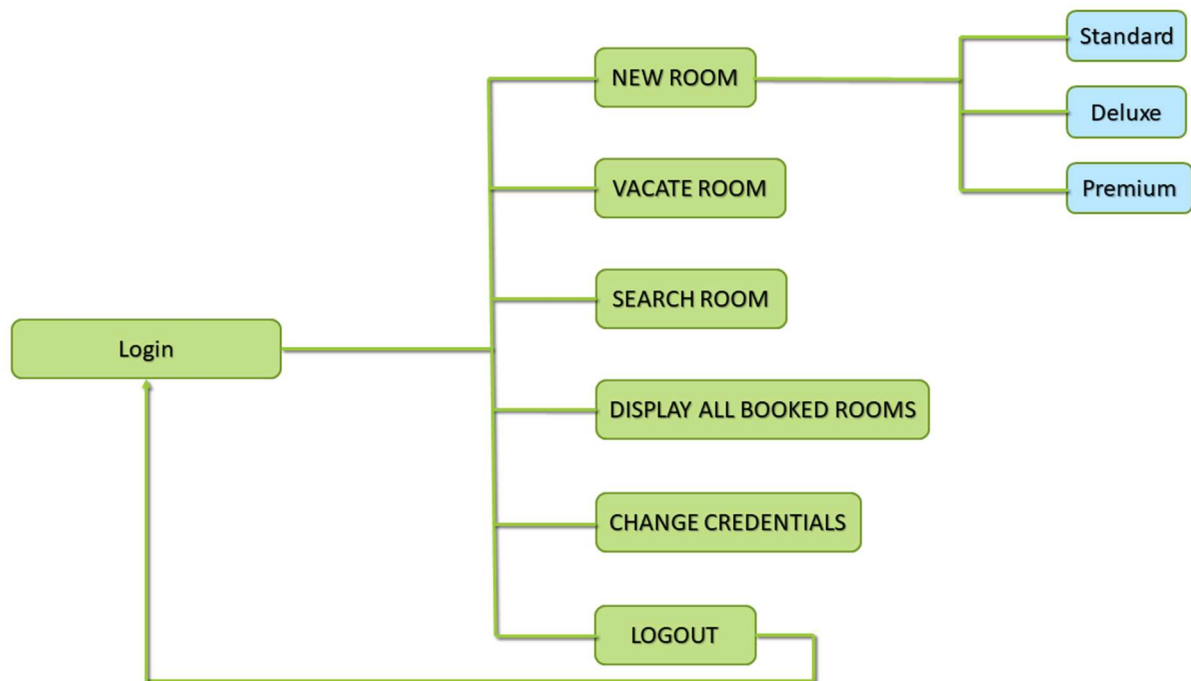 Standard
NEW ROOM
Deluxe
VACATE ROOM
Premium
SEARCH ROOM
Login
DISPLAY ALL BOOKED ROOMS
CHANGE CREDENTIALS
LOGOUT